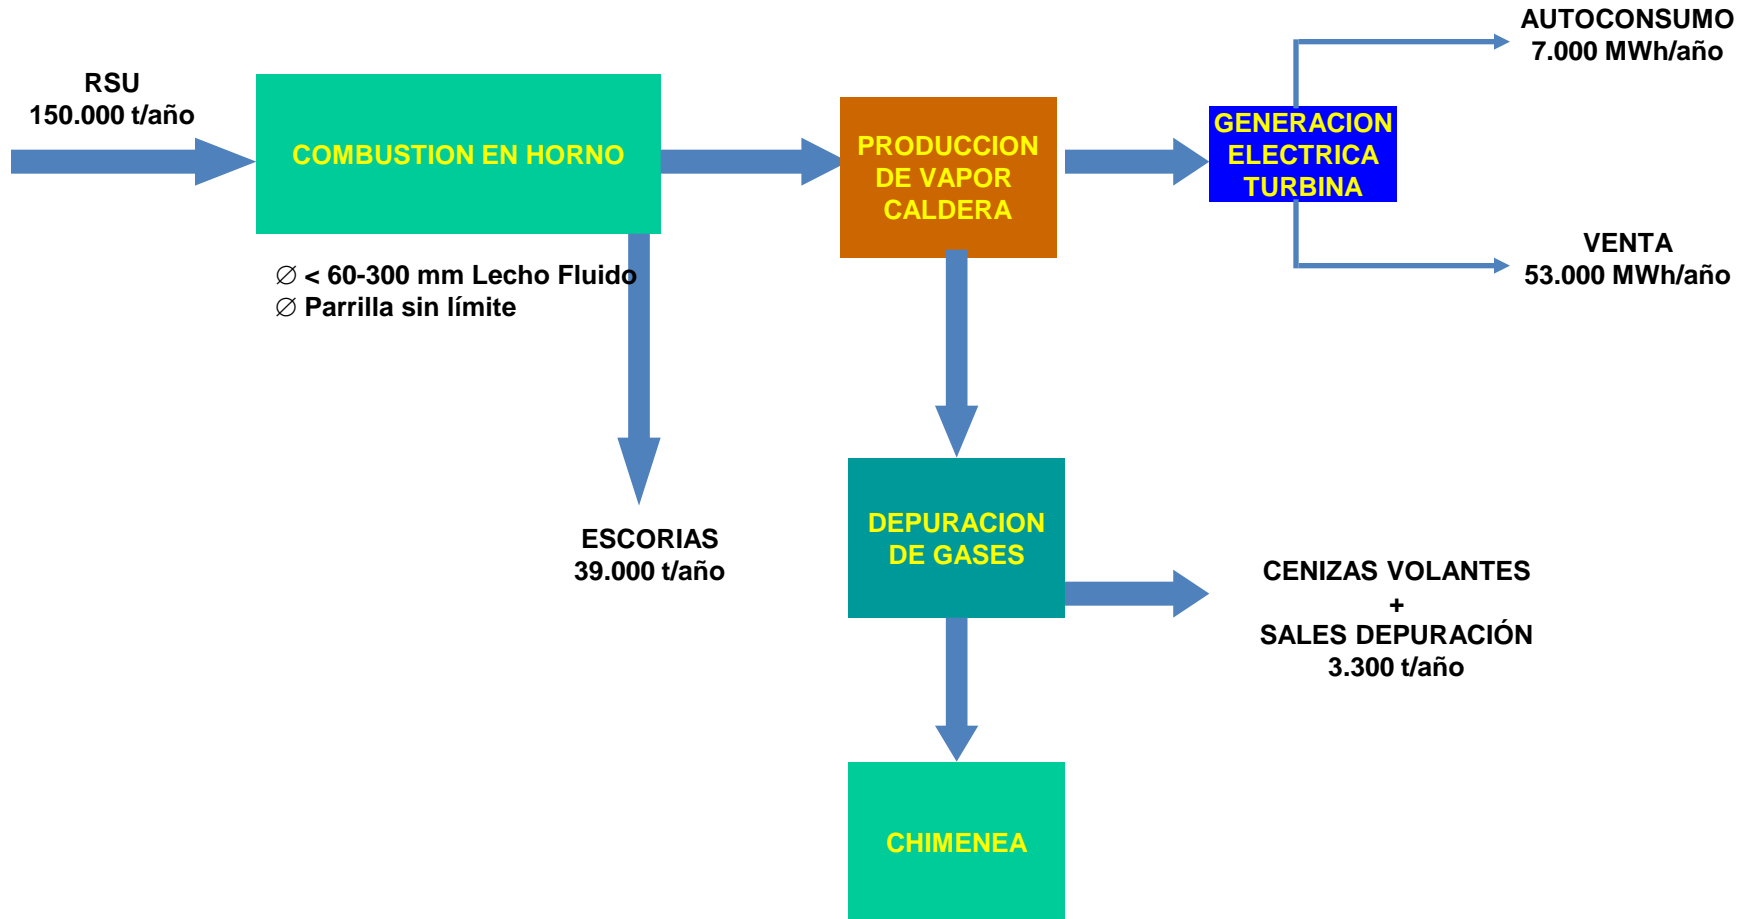 RSU
150.000 t/año
COMBUSTION EN HORNO
∅ < 60-300 mm Lecho Fluido
∅ Parrilla sin límite
ESCORIAS
39.000 t/año
PRODUCCION
DE VAPOR
CALDERA
GENERACION
ELECTRICA
TURBINA
AUTOCONSUMO
7.000 MWh/año
VENTA
53.000 MWh/año
DEPURACION
DE GASES
CENIZAS VOLANTES
+
SALES DEPURACIÓN
3.300 t/año
CHIMENEA